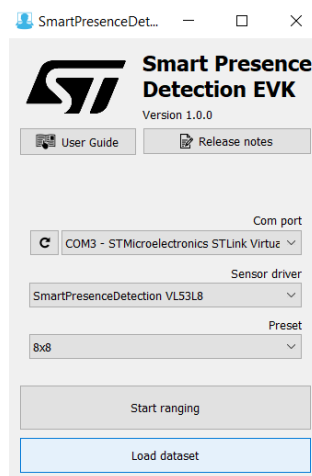 SmartPresenceDet...
ST
Smart Presence
Detection EVK
Version 1.0.0
User Guide
Release notes
Com port
COM3 - STMicroelectronics STLink Virtua
Sensor driver
SmartPresenceDetection VL53L8
Preset
8x8
Start ranging
Load dataset